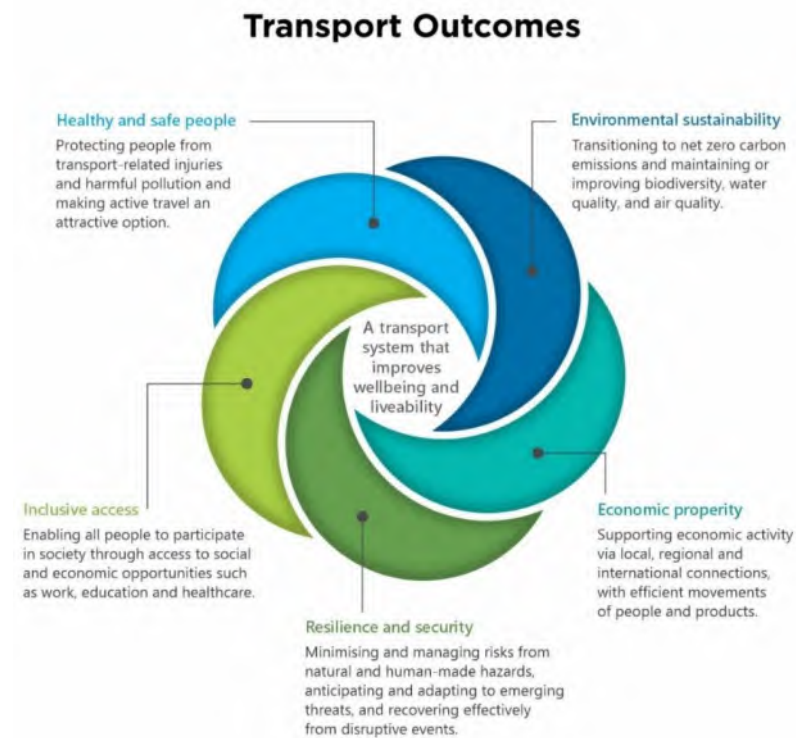 Transport Outcomes
Healthy and safe people
Protecting people from
transport-related injuries
and harmful pollution and
making active travel an
attractive option.
Environmental sustainability
Transitioning to net zero carbon
emissions and maintaining or
improving biodiversity, water
quality, and air quality.
A transport
system that
improves
wellbeing and
liveability
Inclusive access
Enabling all people to participate
in society through access to social
and economic opportunities such
as work, education and healthcare.
Economic properity
Supporting economic activity
via local, regional and
international connections,
with efficient movements
of people and products.
Resilience and security
Minimising and managing risks from
natural and human-made hazards,
anticipating and adapting to emerging
threats, and recovering effectively
from disruptive events.